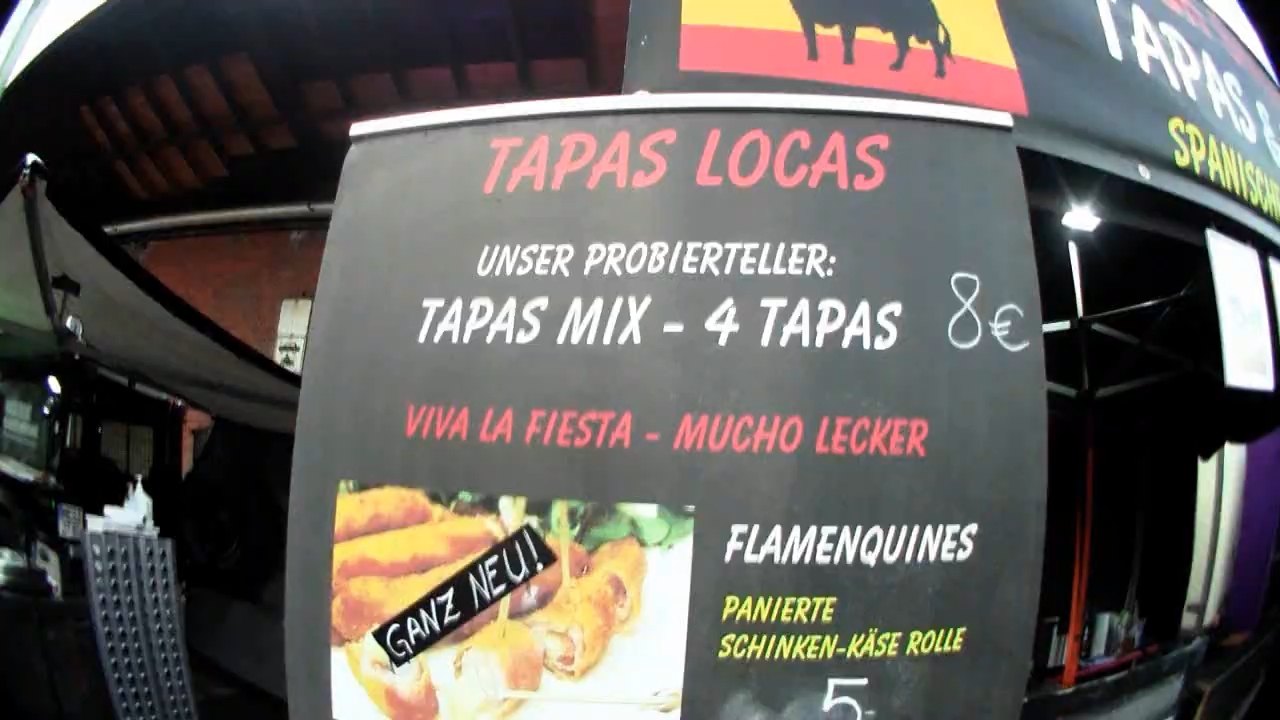 TAPAS LOCAS
UNSER PROBIERTELLER:
TAPAS MIX - 4 TAPAS 8€
VIVA LA FIESTA - MUCHO LECKER
GANZ NEU!
FLAMENQUINES
PANIERTE
SCHINKEN-KÄSE ROLLE
5-
TAPAS &